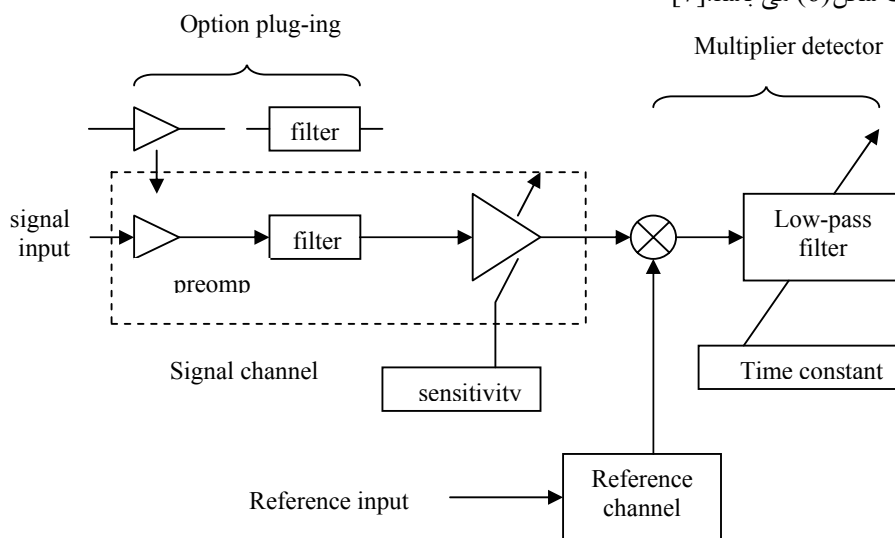 Option plug-ing
Multiplier detector
filter
signal
input
filter
Low-pass
filter
preomp
Signal channel
sensitivity
Time constant
Reference input
Reference
channel